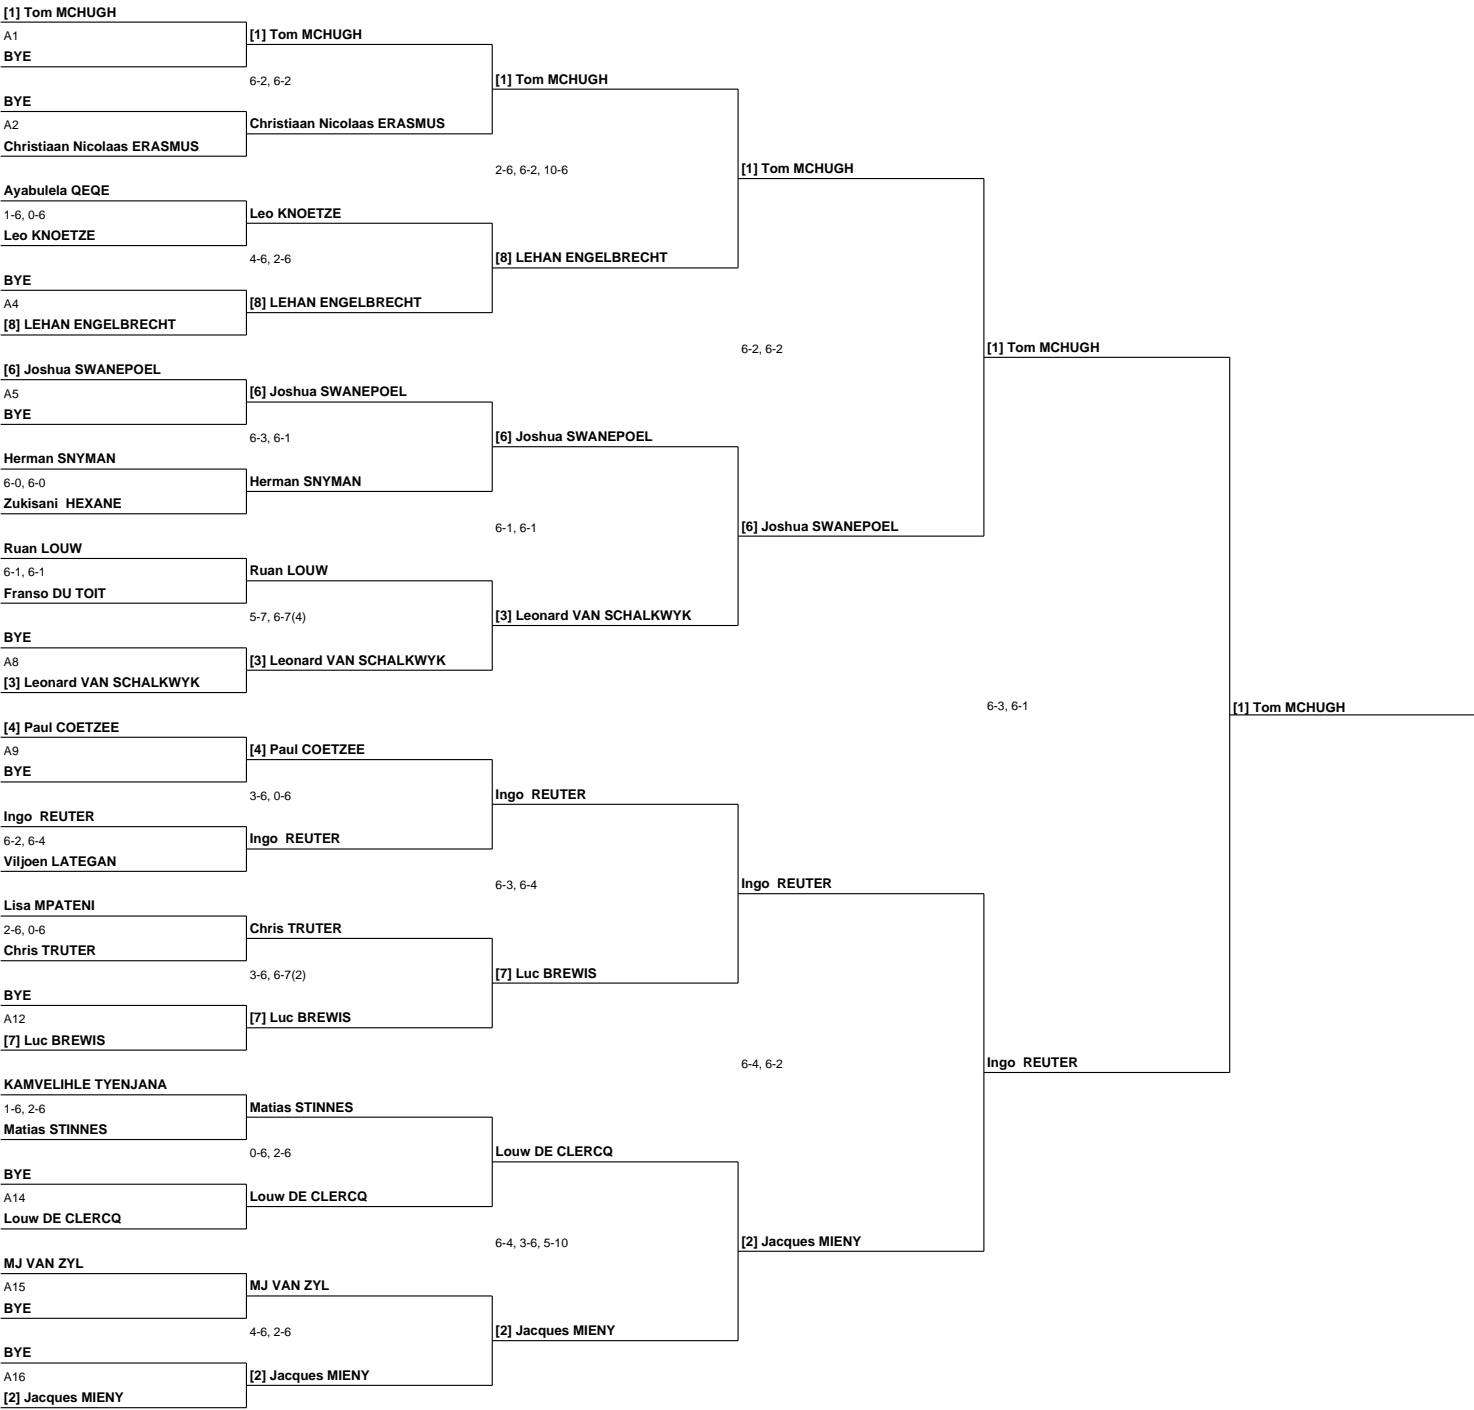 [1] Tom MCHUGH
A1
BYE
BYE
A2
Christiaan Nicolaas ERASMUS
Ayabulela QEQE
1-6, 0-6
Leo KNOETZE
BYE
A4
[8] LEHAN ENGELBRECHT
[6] Joshua SWANEPOEL
A5
BYE
Herman SNYMAN
6-0, 6-0
Zukisani  HEXANE
Ruan LOUW
6-1, 6-1
Franso DU TOIT
BYE
A8
[3] Leonard VAN SCHALKWYK
[4] Paul COETZEE
A9
BYE
Ingo  REUTER
6-2, 6-4
Viljoen LATEGAN
Lisa MPATENI
2-6, 0-6
Chris TRUTER
BYE
A12
[7] Luc BREWIS
KAMVELIHLE TYENJANA
1-6, 2-6
Matias STINNES
BYE
A14
Louw DE CLERCQ
MJ VAN ZYL
A15
BYE
BYE
A16
[2] Jacques MIENY
[1] Tom MCHUGH
6-2, 6-2
Christiaan Nicolaas ERASMUS
Leo KNOETZE
4-6, 2-6
[8] LEHAN ENGELBRECHT
[6] Joshua SWANEPOEL
6-3, 6-1
Herman SNYMAN
Ruan LOUW
5-7, 6-7(4)
[3] Leonard VAN SCHALKWYK
[4] Paul COETZEE
3-6, 0-6
Ingo  REUTER
Chris TRUTER
3-6, 6-7(2)
[7] Luc BREWIS
Matias STINNES
0-6, 2-6
Louw DE CLERCQ
MJ VAN ZYL
4-6, 2-6
[2] Jacques MIENY
[1] Tom MCHUGH
2-6, 6-2, 10-6
[8] LEHAN ENGELBRECHT
[6] Joshua SWANEPOEL
6-1, 6-1
[3] Leonard VAN SCHALKWYK
Ingo  REUTER
6-3, 6-4
[7] Luc BREWIS
Louw DE CLERCQ
6-4, 3-6, 5-10
[2] Jacques MIENY
[1] Tom MCHUGH
6-2, 6-2
[6] Joshua SWANEPOEL
Ingo  REUTER
6-4, 6-2
[2] Jacques MIENY
[1] Tom MCHUGH
6-3, 6-1
Ingo  REUTER
[1] Tom MCHUGH